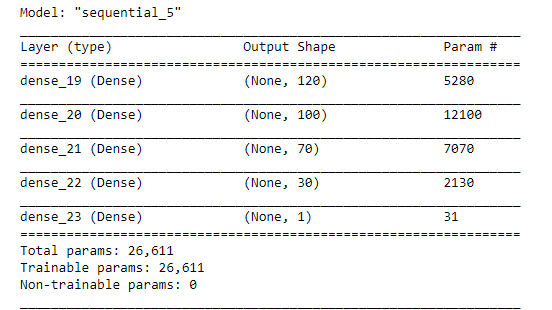 Model: "sequential_5"
Layer (type) Output Shape Param #
dense_19 (Dense) (None, 120) 5280
dense_20 (Dense) (None, 100) 12100
dense_21 (Dense) (None, 70) 7070
dense_22 (Dense) (None, 30) 2130
dense_23 (Dense) (None, 1) 31
Total params: 26,611
Trainable params: 26,611
Non-trainable params: 0